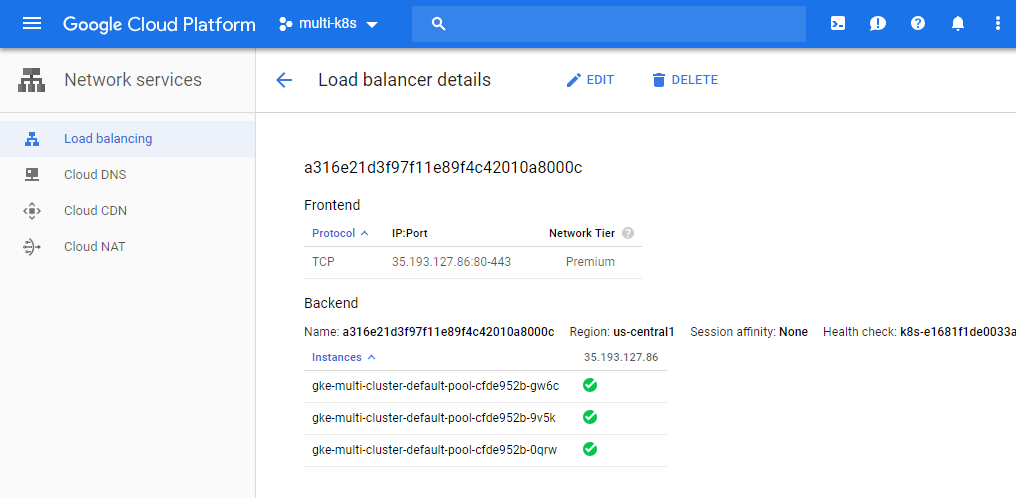 Google Cloud Platform multi-k8s
Network services
Load balancer details EDIT DELETE
Load balancing
Cloud DNS
Cloud CDN
Cloud NAT
a316e21d3f97f11e89f4c42010a8000c
Frontend
Protocol IP:Port Network Tier
TCP 35.193.127.86:80-443 Premium
Backend
Name: a316e21d3f97f11e89f4c42010a8000c Region: us-central1 Session affinity: None Health check: k8s-e1681f1de0033a
Instances 35.193.127.86
gke-multi-cluster-default-pool-cfde952b-gw6c
gke-multi-cluster-default-pool-cfde952b-9v5k
gke-multi-cluster-default-pool-cfde952b-0qrw